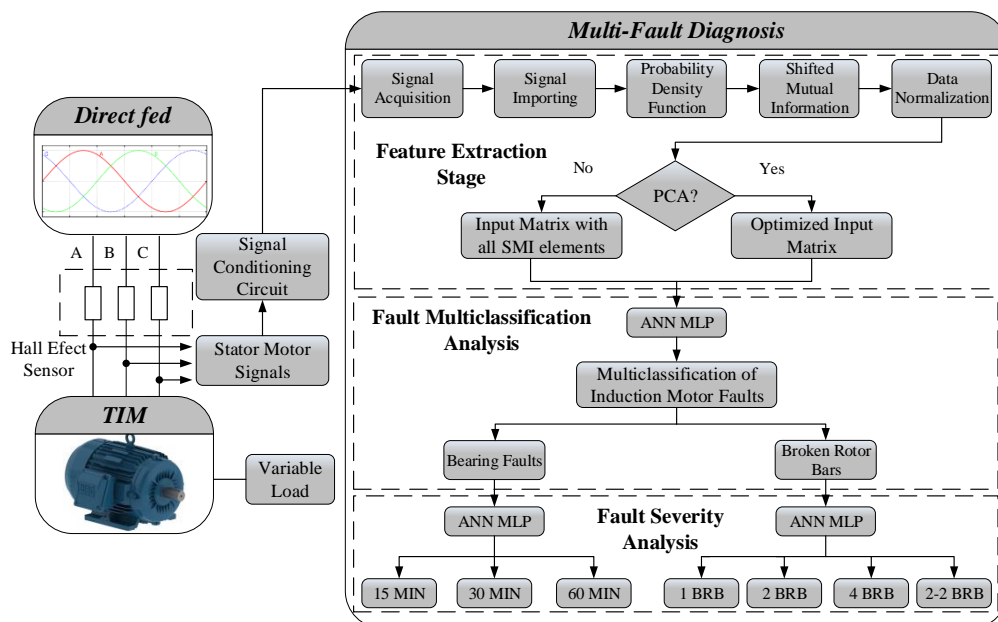 Multi-Fault Diagnosis
Signal
Acquisition
Signal
Importing
Probability
Density
Function
Shifted
Mutual
Information
Data
Normalization
Direct fed
Feature Extraction
Stage
No
PCA?
Yes
Input Matrix with
all SMI elements
Optimized Input
Matrix
A
B
C
Signal
Conditioning
Circuit
Fault Multiclassification
Analysis
ANN MLP
Hall Efect
Sensor
Stator Motor
Signals
Multiclassification of
Induction Motor Faults
TIM
Bearing Faults
Broken Rotor
Bars
Variable
Load
ANN MLP
Fault Severity
Analysis
ANN MLP
15 MIN
30 MIN
60 MIN
1 BRB
2 BRB
4 BRB
2-2 BRB